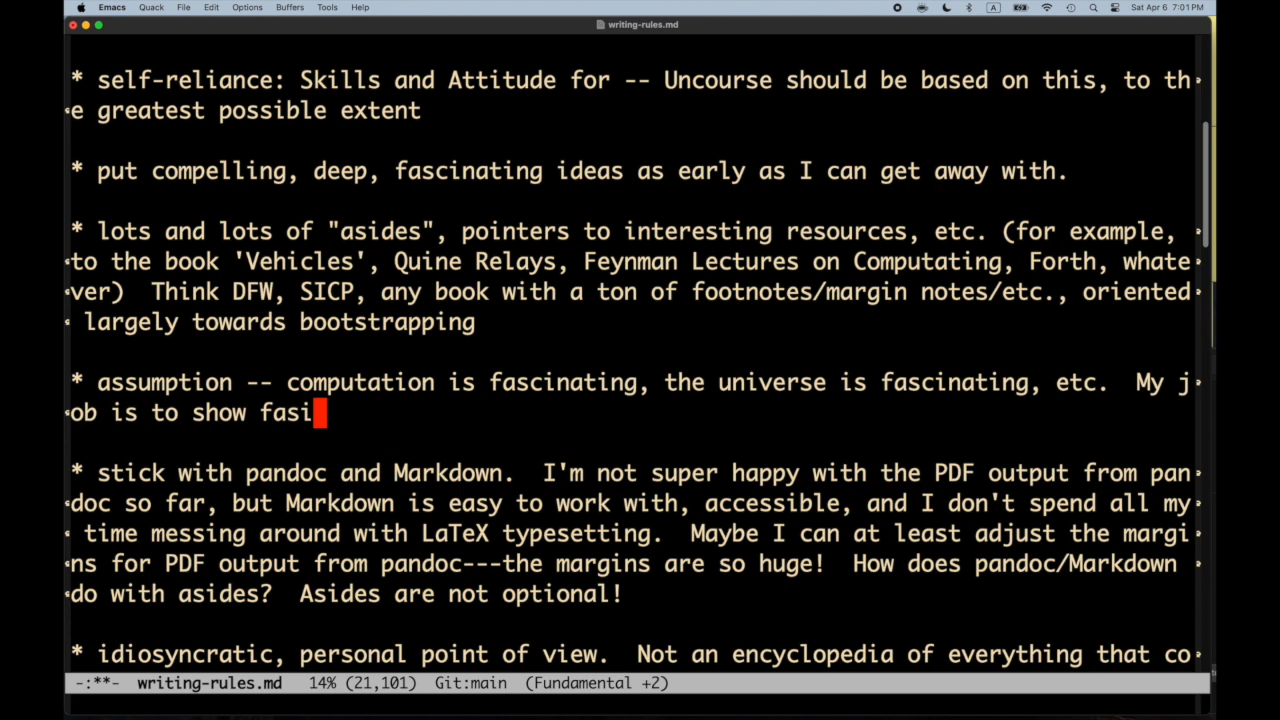 Emacs Quack File Edit Options Buffers Tools Help A Sat Apr 6 7:01 PM
writing-rules.md
* self-reliance: Skills and Attitude for -- Uncourse should be based on this, to th
e greatest possible extent
* put compelling, deep, fascinating ideas as early as I can get away with.
* lots and lots of "asides", pointers to interesting resources, etc. (for example,
to the book 'Vehicles', Quine Relays, Feynman Lectures on Computating, Forth, whate
ver)  Think DFW, SICP, any book with a ton of footnotes/margin notes/etc., oriented
largely towards bootstrapping
* assumption -- computation is fascinating, the universe is fascinating, etc.  My j
ob is to show fasi
* stick with pandoc and Markdown.  I'm not super happy with the PDF output from pan
doc so far, but Markdown is easy to work with, accessible, and I don't spend all my
time messing around with LaTeX typesetting.  Maybe I can at least adjust the margi
ns for PDF output from pandoc---the margins are so huge!  How does pandoc/Markdown
do with asides?  Asides are not optional!
* idiosyncratic, personal point of view.  Not an encyclopedia of everything that co
-:**-  writing-rules.md   14% (21,101)  Git:main  (Fundamental +2)